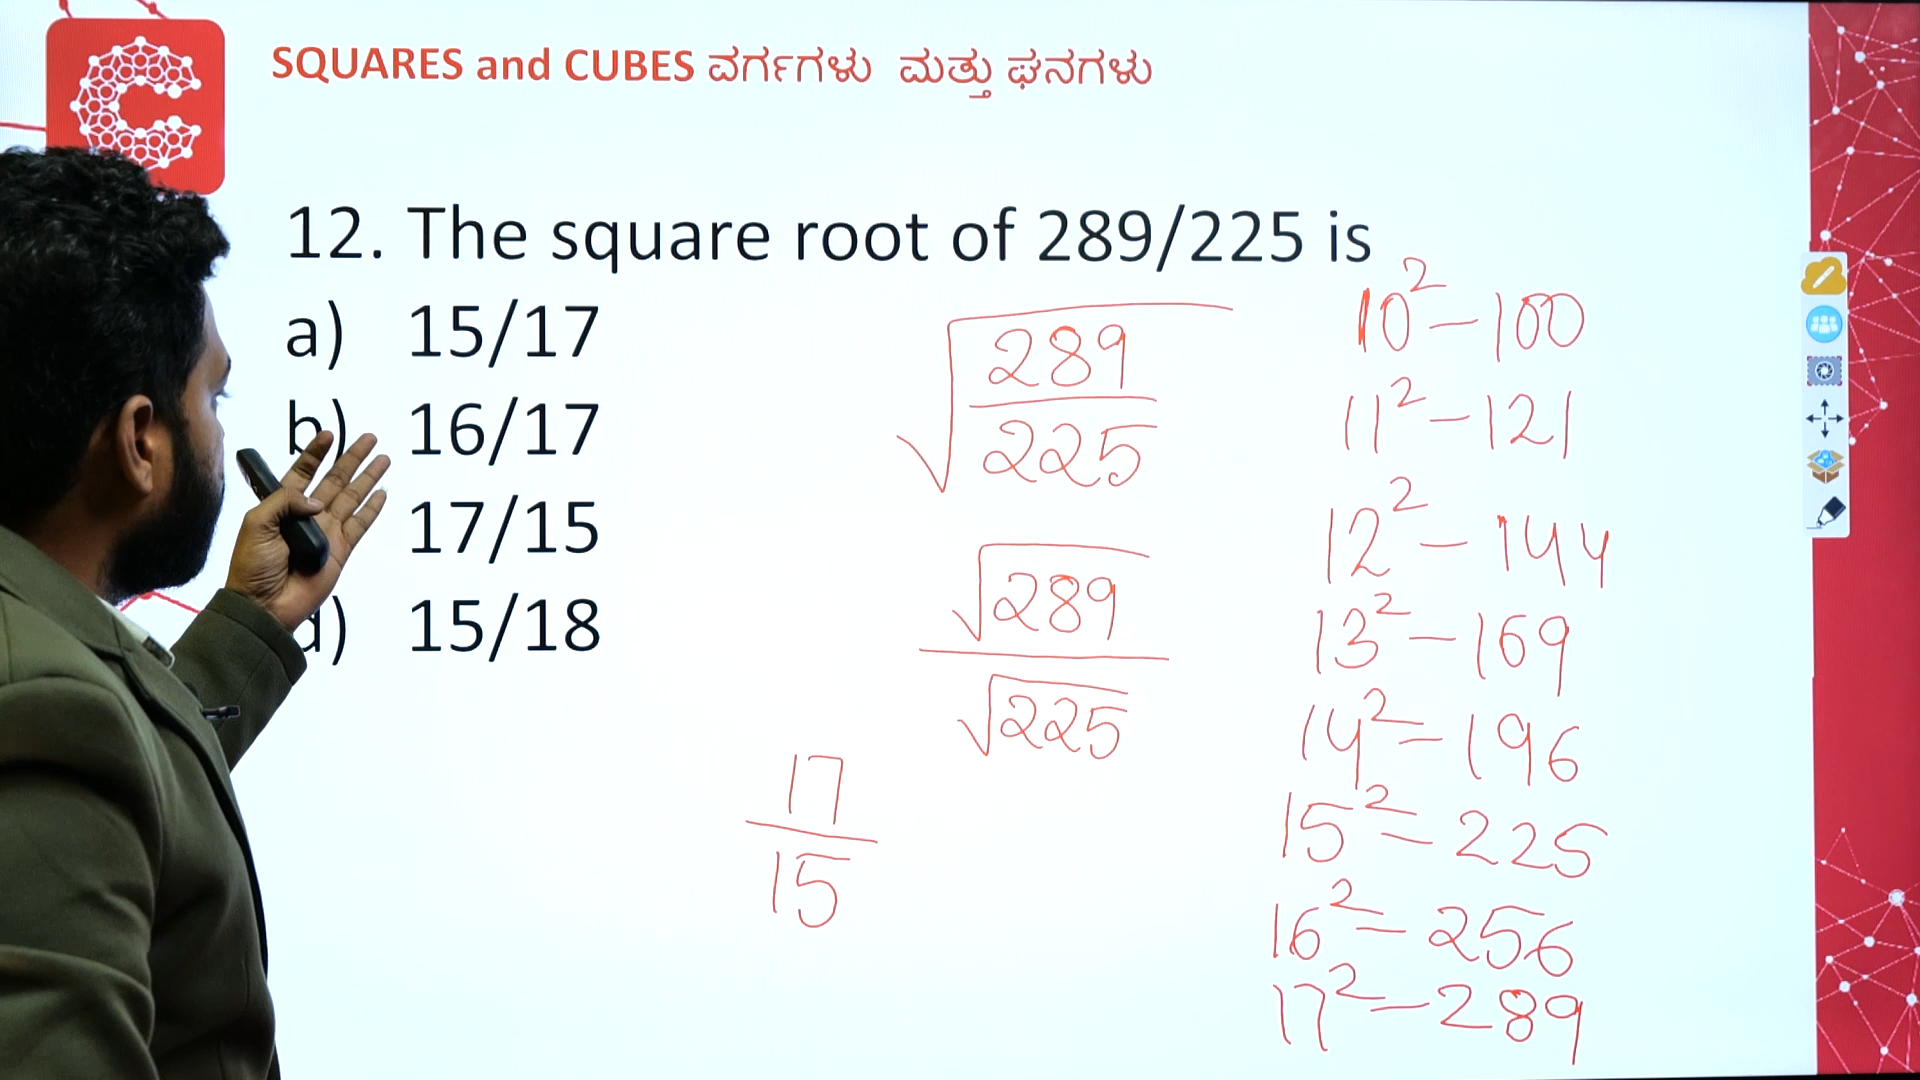 SQUARES and CUBES ವರ್ಗಗಳು ಮತ್ತು ಘನಗಳು
12. The square root of 289/225 is
a) 15/17
b) 16/17
17/15
d) 15/18
√289/225
√289
√225
17
15
10² – 100
11² – 121
12² – 144
13² – 169
14² = 196
15² = 225
16² = 256
17² = 289